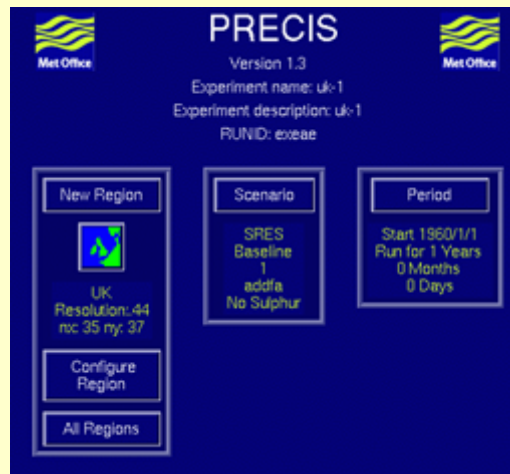 PRECIS
Met Office
Met Office
Version 1.3
Experiment name: uk-1
Experiment description: uk-1
RUNID: exeae
New Region
UK
Resolution:.44
nx: 35 ny: 37
Configure
Region
All Regions
Scenario
SRES
Baseline
1
addfa
No Sulphur
Period
Start 1960/1/1
Run for 1 Years
0 Months
0 Days